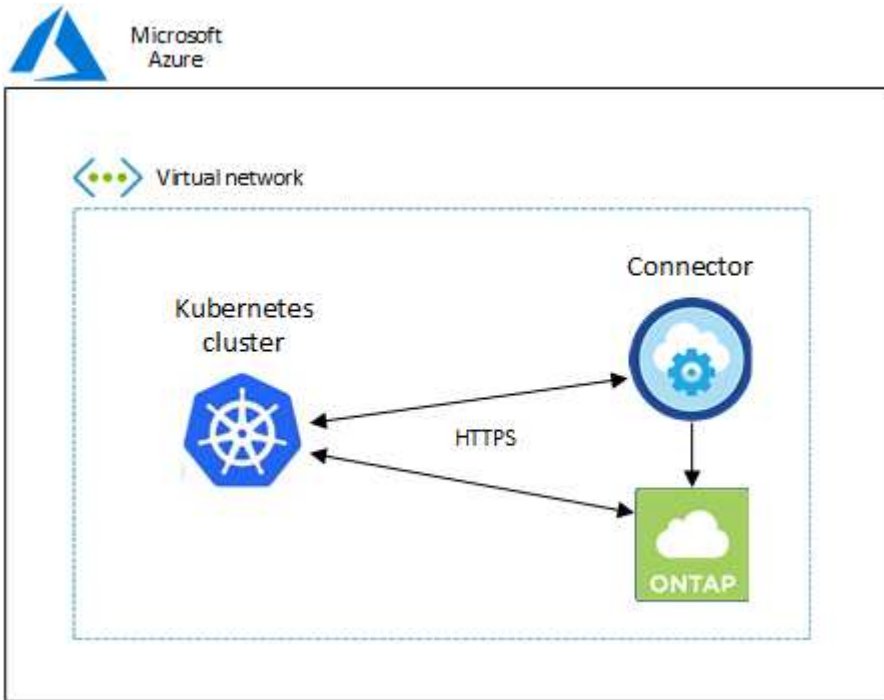 Microsoft
Azure
Virtual network
Connector
Kubernetes
cluster
HTTPS
ONTAP